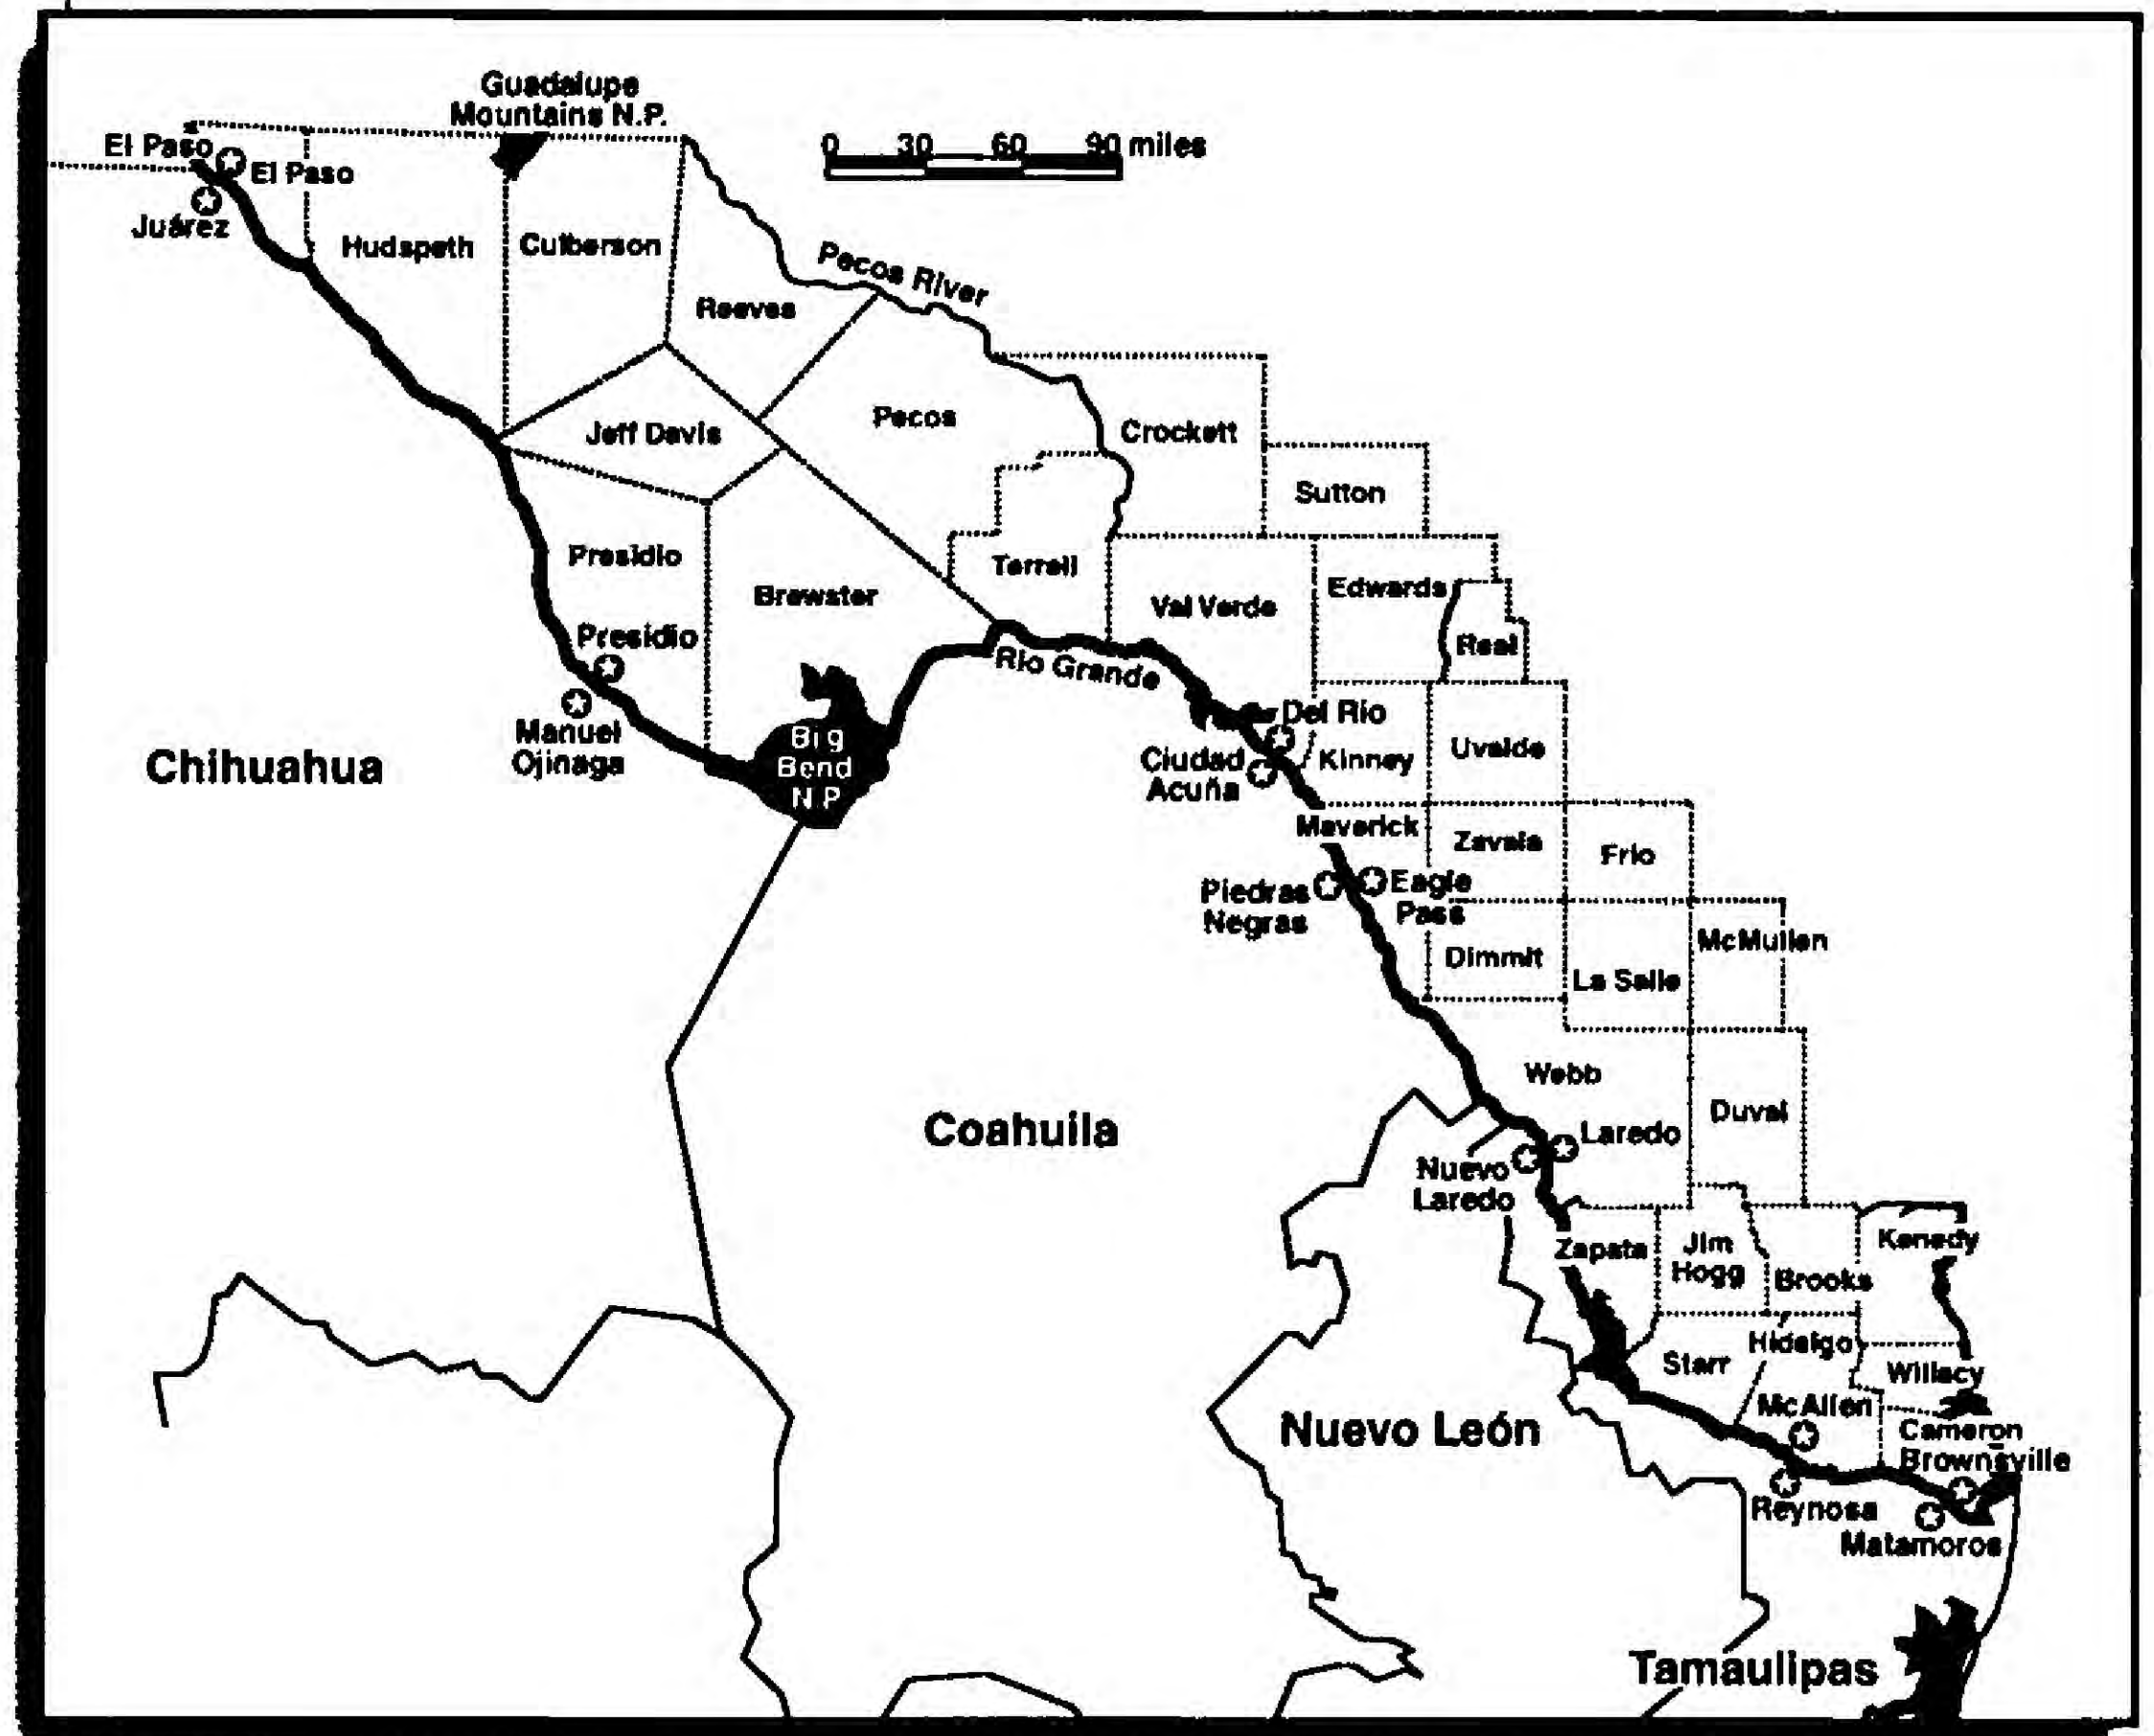 Guadalupe
Mountains N.P.
0 30 60 90 miles
El Paso
El Paso
Juárez
Hudspeth
Culberson
Pecos River
Reeves
Pecos
Jeff Davis
Crockett
Sutton
Presidio
Terrell
Brewster
Val Verde
Edwards
Real
Presidio
Rio Grande
Manuel
Ojinaga
Big
Bend
N.P
Chihuahua
Del Rio
Ciudad
Acuña
Kinney
Uvalde
Maverick
Zavala
Frio
Piedras
Negras
Eagle
Pass
Dimmit
La Salle
McMullen
Webb
Duval
Coahuila
Laredo
Nuevo
Laredo
Zapata
Jim
Hogg
Brooks
Kenedy
Starr
Hidalgo
Willacy
McAllen
Nuevo León
Cameron
Brownsville
Reynosa
Matamoros
Tamaulipas